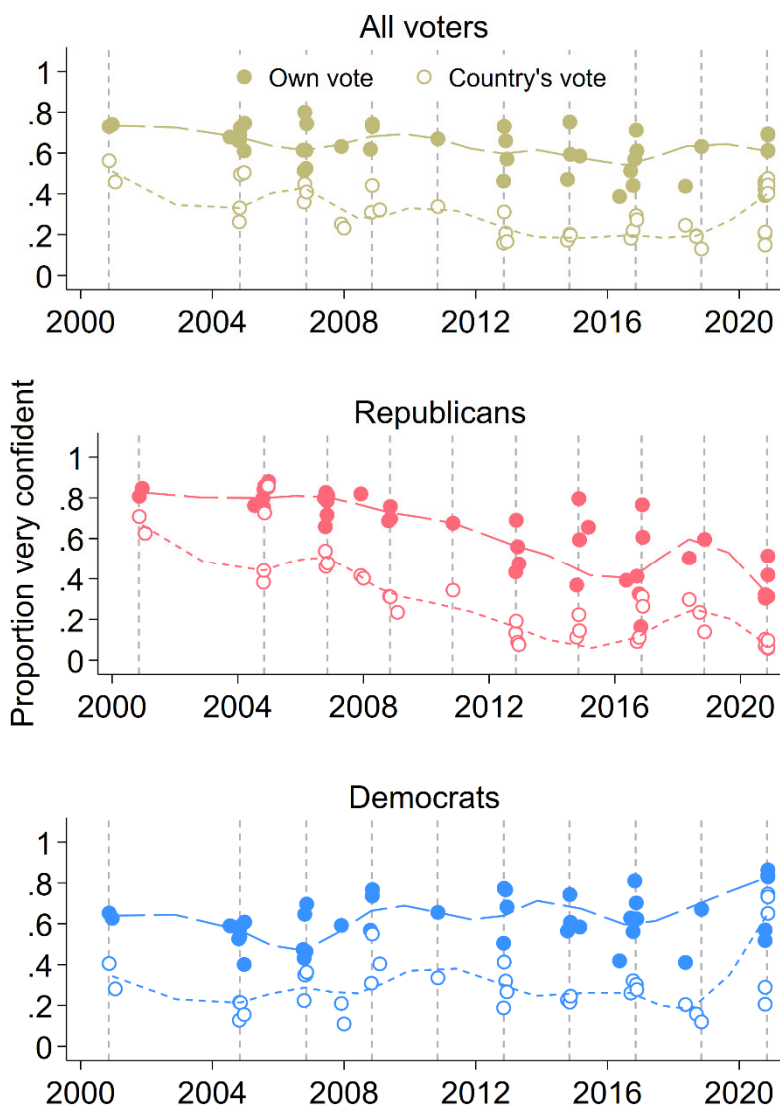 All voters
Own vote Country's vote
1
.8
.6
.4
.2
0
2000 2004 2008 2012 2016 2020
Proportion very confident
Republicans
1
.8
.6
.4
.2
0
2000 2004 2008 2012 2016 2020
Democrats
1
.8
.6
.4
.2
0
2000 2004 2008 2012 2016 2020